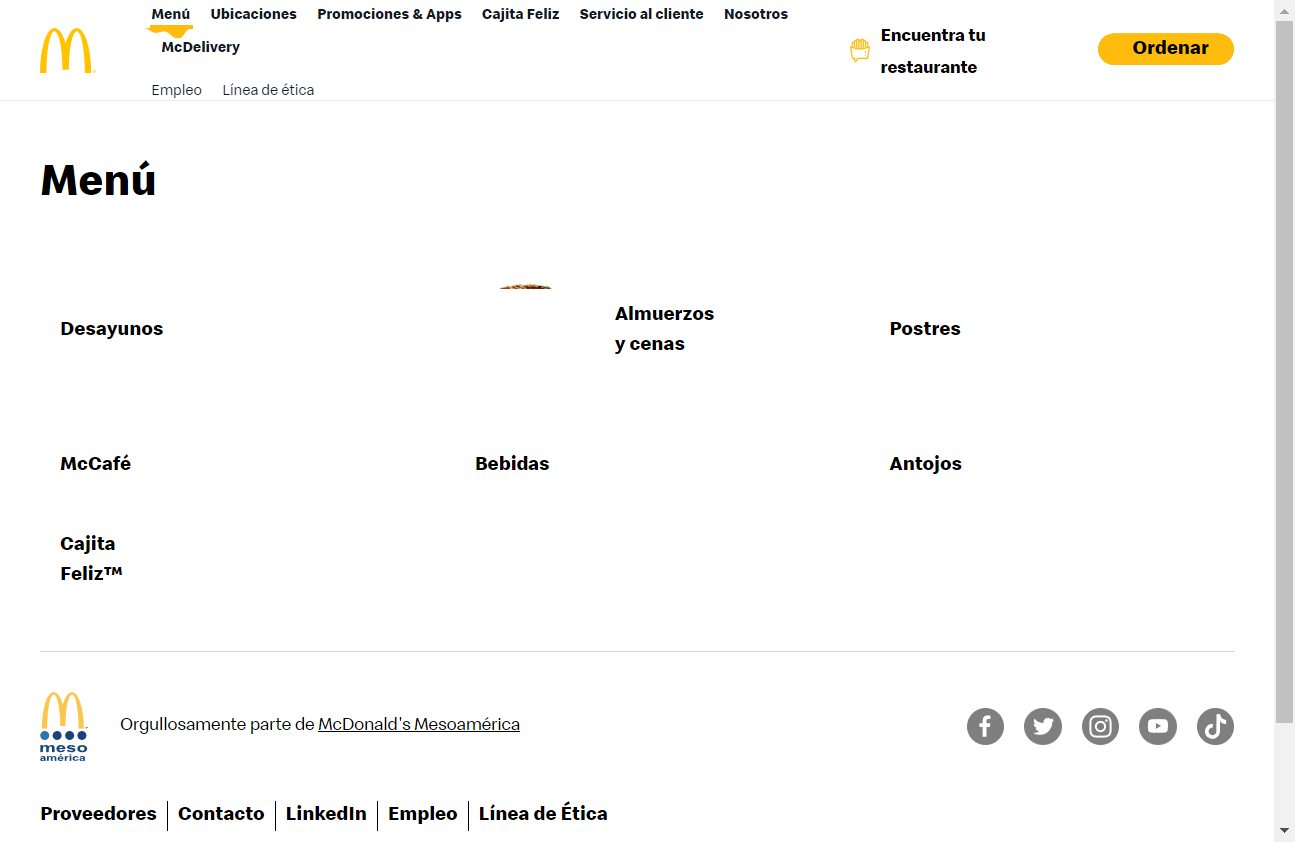 Menú Ubicaciones Promociones & Apps Cajita Feliz Servicio al cliente Nosotros
McDelivery
Encuentra tu
restaurante
Ordenar
Empleo Línea de ética
Menú
Desayunos
Almuerzos
y cenas
Postres
McCafé
Bebidas
Antojos
Cajita
Feliz™
meso
américa
Orgullosamente parte de McDonald's Mesoamérica
Proveedores Contacto LinkedIn Empleo Línea de Ética